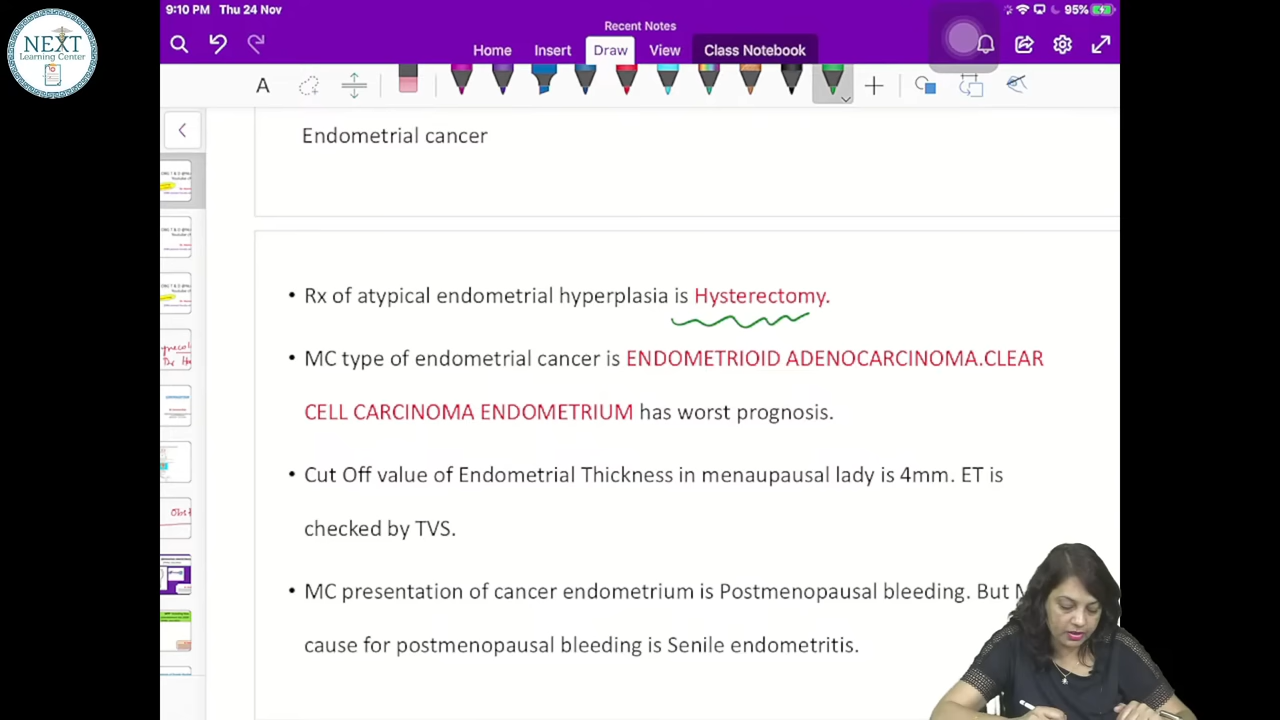 9:10 PM Thu 24 Nov
95%
Recent Notes
NEXT
Learning Center
Home Insert Draw View Class Notebook
A
Endometrial cancer
• Rx of atypical endometrial hyperplasia is Hysterectomy.
• MC type of endometrial cancer is ENDOMETRIOID ADENOCARCINOMA.CLEAR
CELL CARCINOMA ENDOMETRIUM has worst prognosis.
• Cut Off value of Endometrial Thickness in menaupausal lady is 4mm. ET is
checked by TVS.
• MC presentation of cancer endometrium is Postmenopausal bleeding. But
cause for postmenopausal bleeding is Senile endometritis.